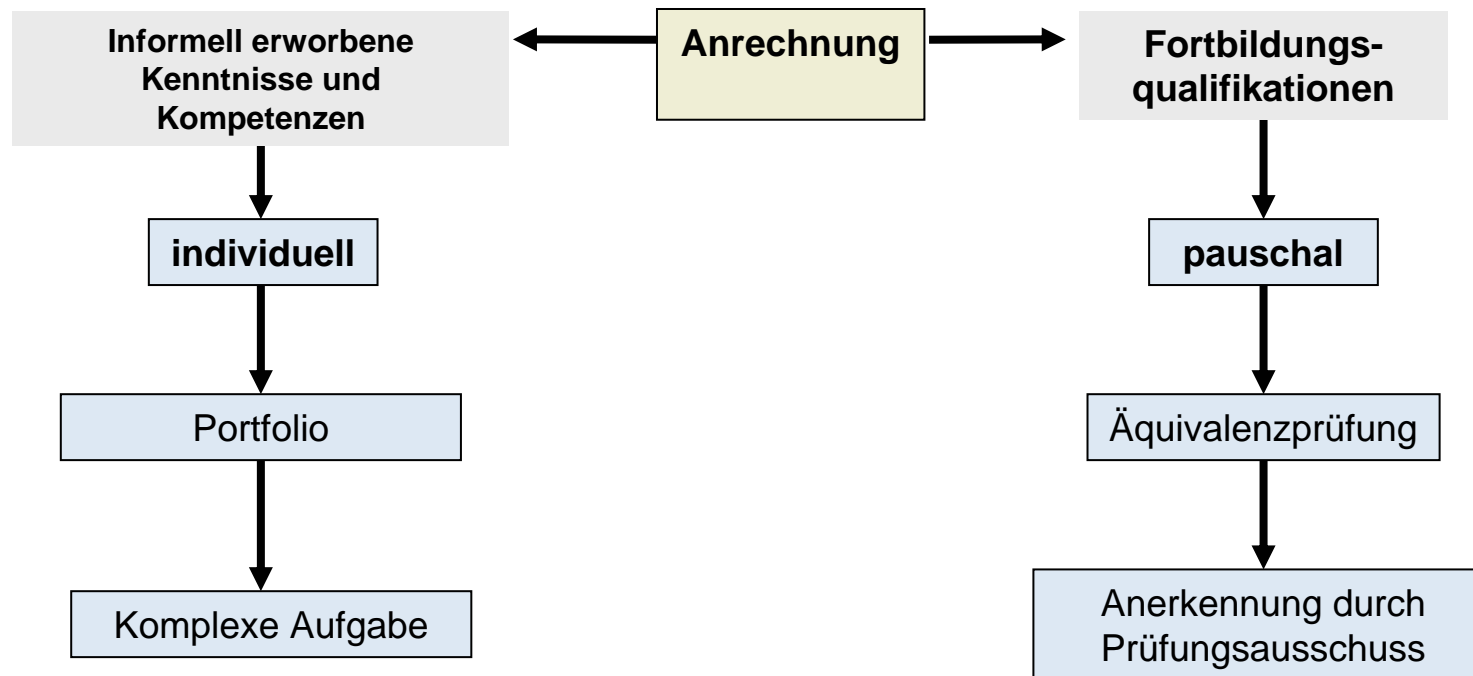 Informell erworbene
Kenntnisse und
Kompetenzen
Anrechnung
Fortbildungs-
qualifikationen
individuell
pauschal
Portfolio
Äquivalenzprüfung
Komplexe Aufgabe
Anerkennung durch
Prüfungsausschuss